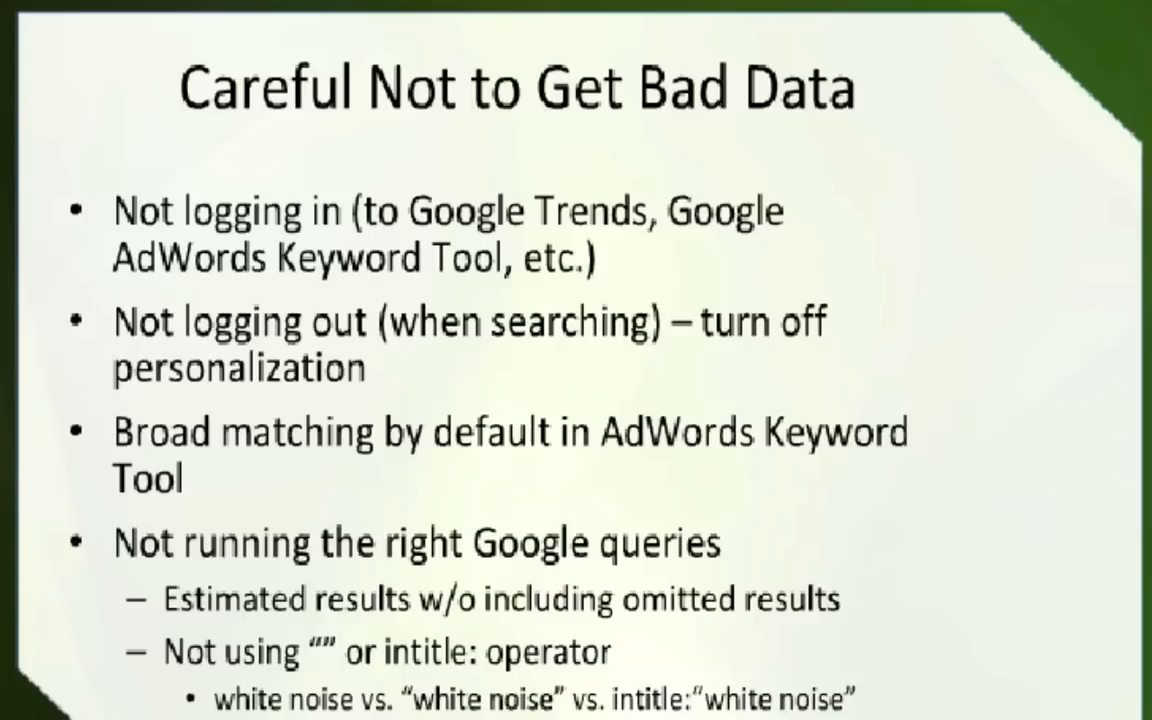 Careful Not to Get Bad Data
• Not logging in (to Google Trends, Google
AdWords Keyword Tool, etc.)
• Not logging out (when searching) – turn off
personalization
• Broad matching by default in AdWords Keyword
Tool
• Not running the right Google queries
– Estimated results w/o including omitted results
– Not using “” or intitle: operator
• white noise vs. “white noise” vs. intitle:“white noise”